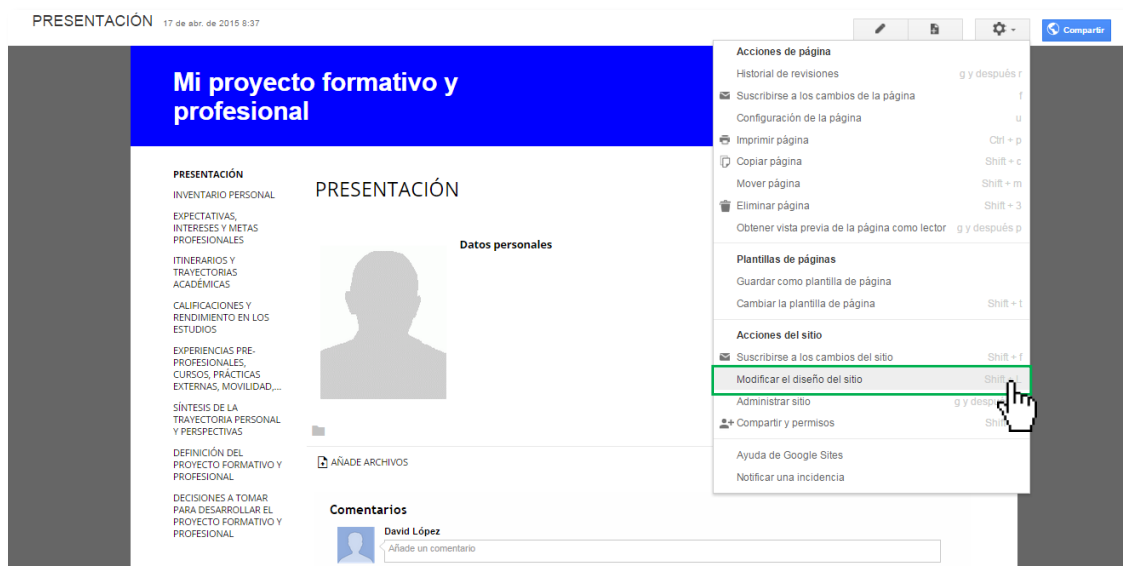 PRESENTACIÓN 17 de abr. de 2015 8:37
Compartir
Mi proyecto formativo y
profesional
PRESENTACIÓN
INVENTARIO PERSONAL
EXPECTATIVAS,
INTERESES Y METAS
PROFESIONALES
ITINERARIOS Y
TRAYECTORIAS
ACADÉMICAS
CALIFICACIONES Y
RENDIMIENTO EN LOS
ESTUDIOS
EXPERIENCIAS PRE-
PROFESIONALES,
CURSOS, PRÁCTICAS
EXTERNAS, MOVILIDAD,...
SÍNTESIS DE LA
TRAYECTORIA PERSONAL
Y PERSPECTIVAS
DEFINICIÓN DEL
PROYECTO FORMATIVO Y
PROFESIONAL
DECISIONES A TOMAR
PARA DESARROLLAR EL
PROYECTO FORMATIVO Y
PROFESIONAL
PRESENTACIÓN
Datos personales
AÑADE ARCHIVOS
Comentarios
David López
Añade un comentario
Acciones de página
Historial de revisiones g y después r
Suscribirse a los cambios de la página f
Configuración de la página u
Imprimir página Ctrl + p
Copiar página Shift + c
Mover página Shift + m
Eliminar página Shift + 3
Obtener vista previa de la página como lector g y después p
Plantillas de páginas
Guardar como plantilla de página
Cambiar la plantilla de página Shift + t
Acciones del sitio
Suscribirse a los cambios del sitio Shift + f
Modificar el diseño del sitio Shift +
Administrar sitio g y
Compartir y permisos
Ayuda de Google Sites
Notificar una incidencia